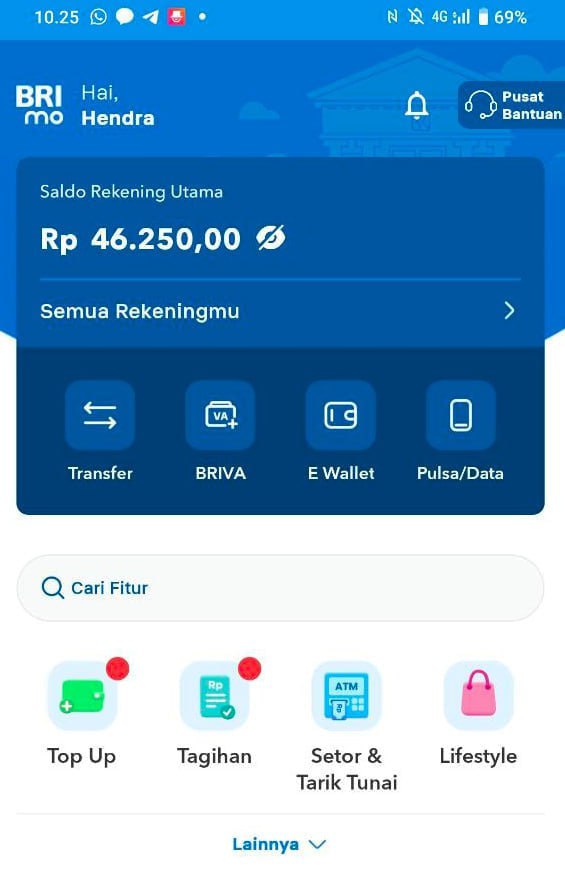 10.25 4G 69%
BRI
mo
Hai,
Hendra
Pusat
Bantuan
Saldo Rekening Utama
Rp 46.250,00
Semua Rekeningmu
VA
Transfer BRIVA E Wallet Pulsa/Data
Cari Fitur
Rp ATM
Top Up Tagihan Setor &
Tarik Tunai Lifestyle
Lainnya